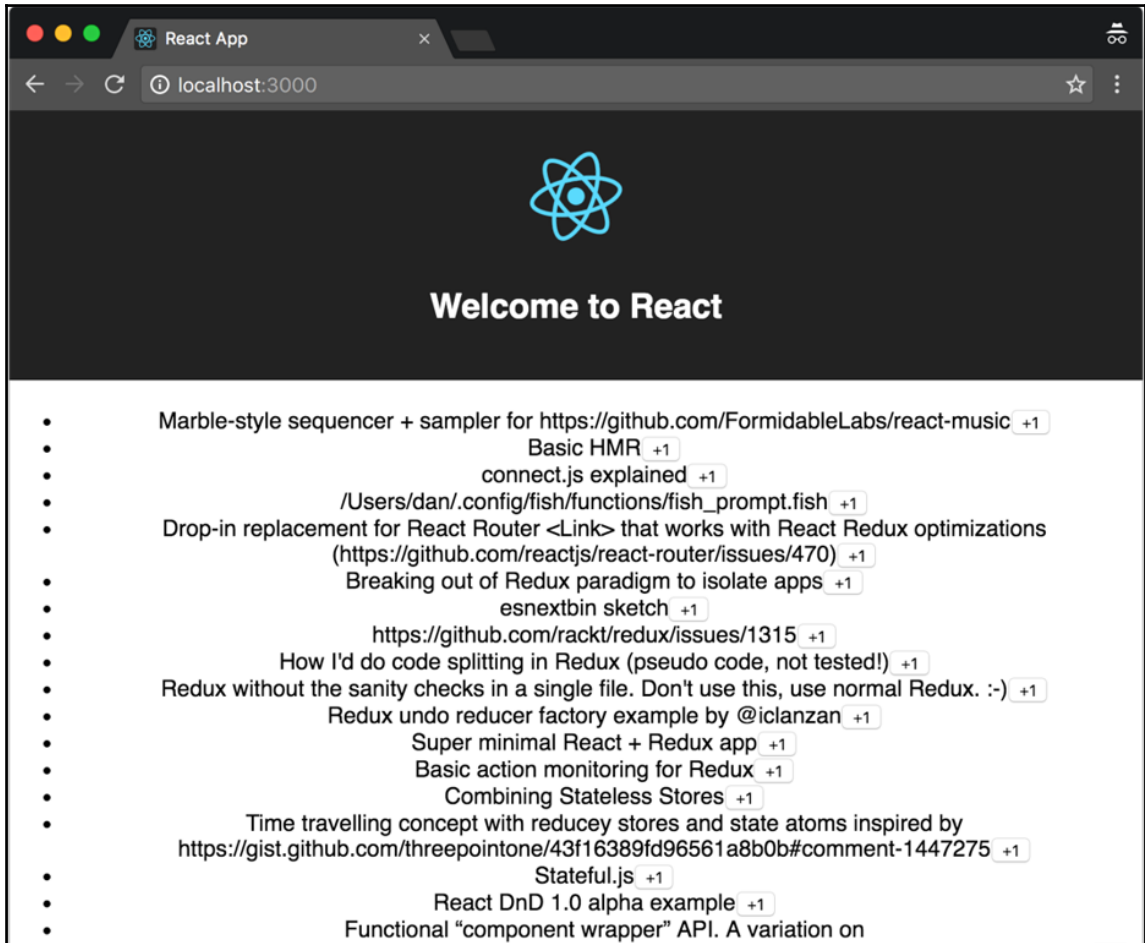 React App
localhost:3000
Welcome to React
Marble-style sequencer + sampler for https://github.com/FormidableLabs/react-music +1
Basic HMR +1
connect.js explained +1
/Users/dan/.config/fish/functions/fish_prompt.fish +1
Drop-in replacement for React Router <Link> that works with React Redux optimizations
(https://github.com/reactjs/react-router/issues/470) +1
Breaking out of Redux paradigm to isolate apps +1
esnextbin sketch +1
https://github.com/rackt/redux/issues/1315 +1
How I'd do code splitting in Redux (pseudo code, not tested!) +1
Redux without the sanity checks in a single file. Don't use this, use normal Redux. :-) +1
Redux undo reducer factory example by @iclanzan +1
Super minimal React + Redux app +1
Basic action monitoring for Redux +1
Combining Stateless Stores +1
Time travelling concept with reducey stores and state atoms inspired by
https://gist.github.com/threepointone/43f16389fd96561a8b0b#comment-1447275 +1
Stateful.js +1
React DnD 1.0 alpha example +1
Functional “component wrapper” API. A variation on